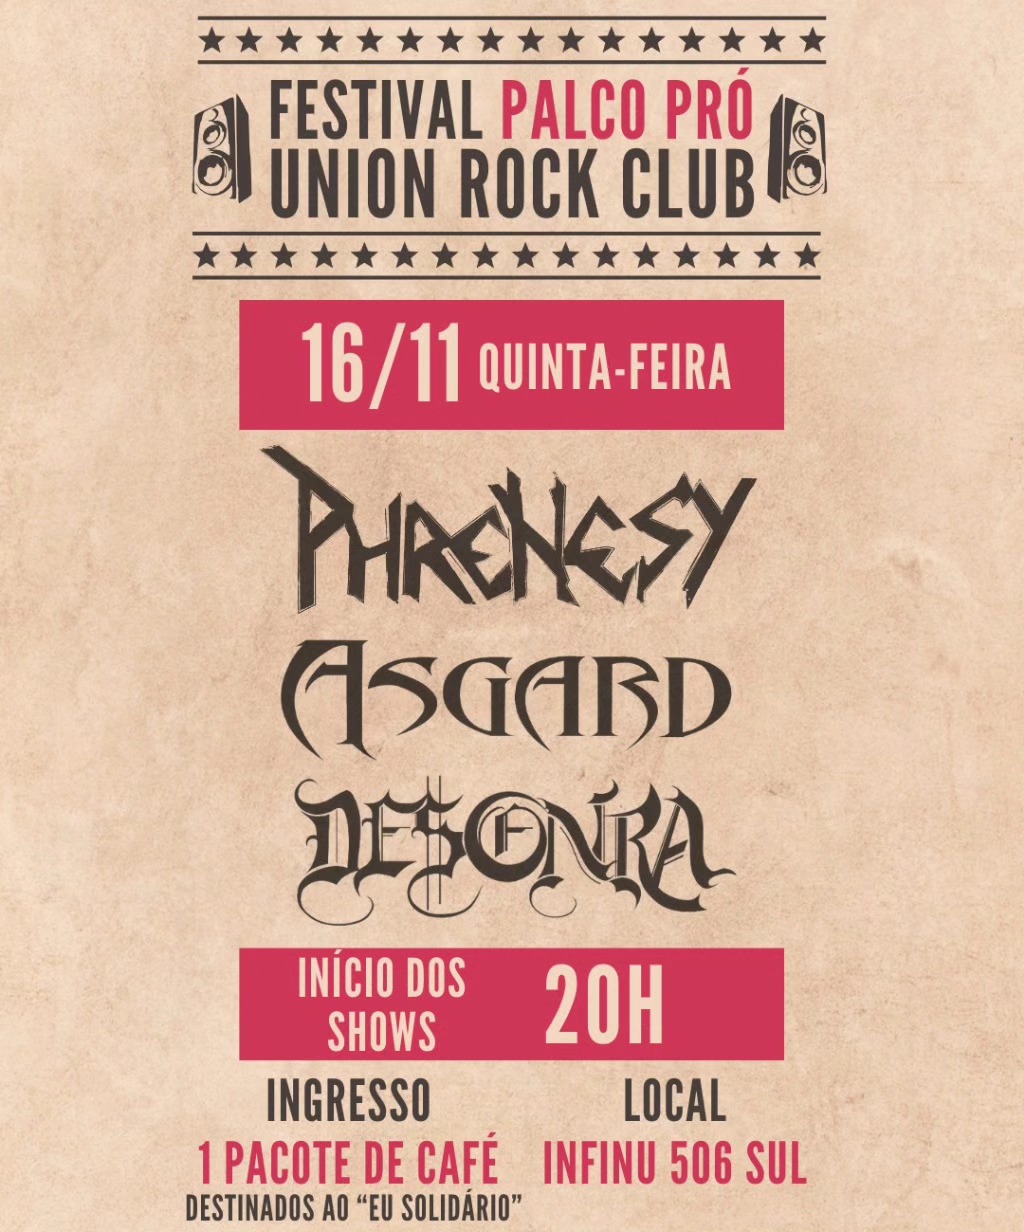 FESTIVAL PALCO PRÓ
UNION ROCK CLUB
16/11 QUINTA-FEIRA
PHRENESY
ASGARD
DESONRA
INÍCIO DOS
SHOWS
20H
INGRESSO
1 PACOTE DE CAFÉ
DESTINADOS AO “EU SOLIDÁRIO”
LOCAL
INFINU 506 SUL